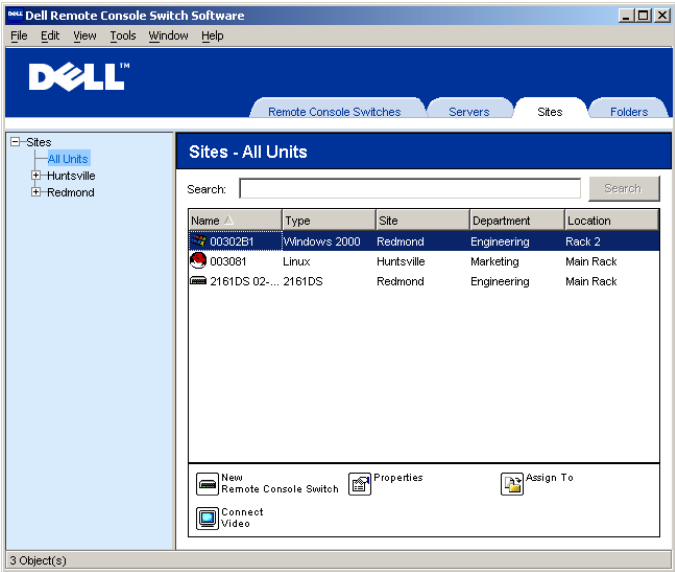 Dell Remote Console Switch Software
File Edit View Tools Window Help
DELL™
Remote Console Switches Servers Sites Folders
Sites
All Units
Huntsville
Redmond
Sites - All Units
Search: Search
Name Type Site Department Location
00302B1 Windows 2000 Redmond Engineering Rack 2
003081 Linux Huntsville Marketing Main Rack
2161DS 02-... 2161DS Redmond Engineering Main Rack
New
Remote Console Switch
Properties
Assign To
Connect
Video
3 Object(s)